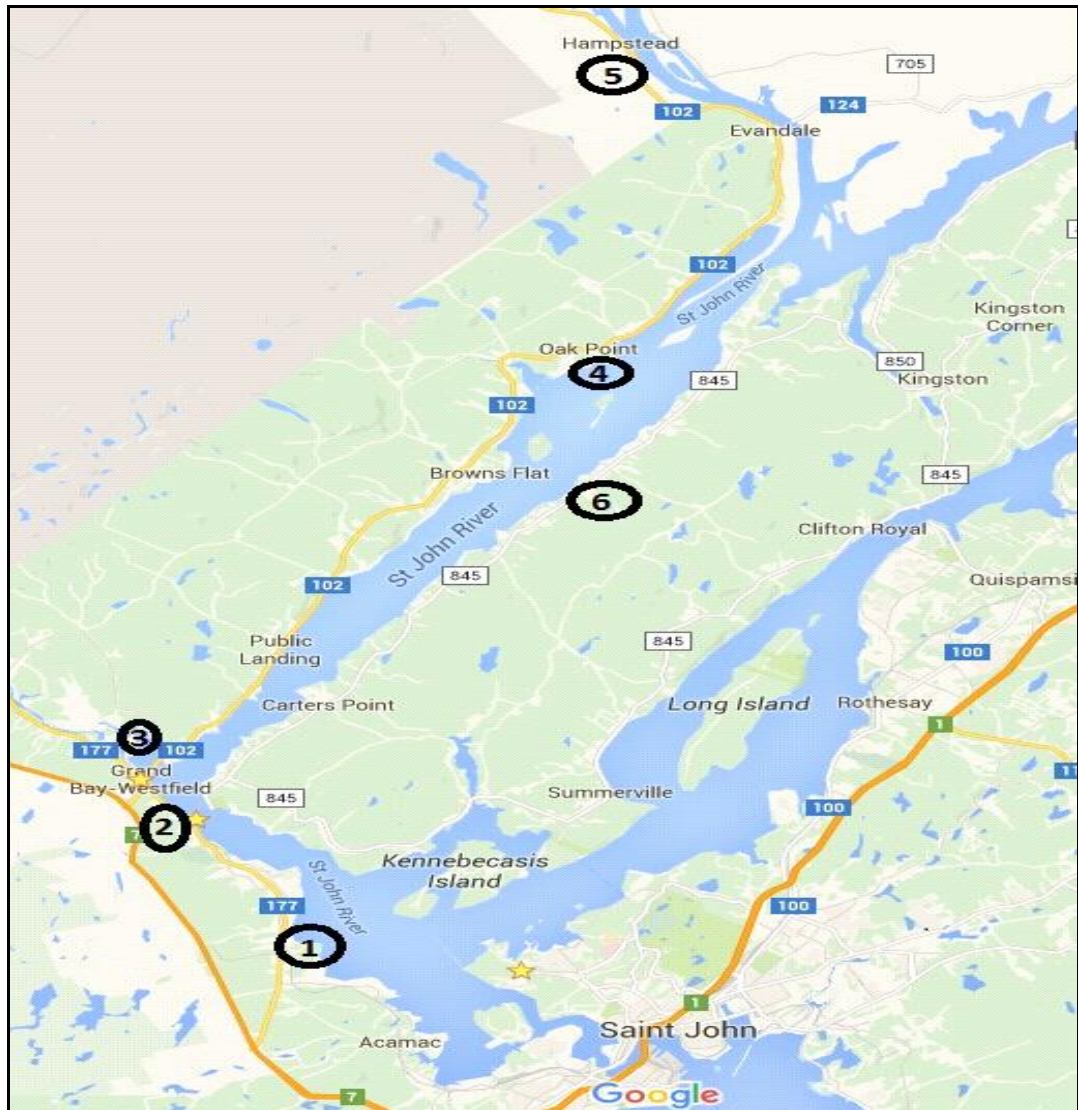 Hampstead
5
705
102
124
Evandale
102
St John River
Kingston
Corner
Oak Point
4
850
845
Kingston
102
Browns Flat
845
6
Clifton Royal
St John River
845
Quispamsi
102
Public
Landing
845
100
Long Island
Rothesay
Carters Point
1
3
177
102
Grand
Bay-Westfield
11
845
Summerville
100
2
7
Kennebecasis
Island
St John River
177
100
1
1
Saint John
Acamac
7
Google